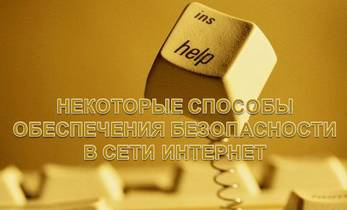 ins
help
НЕКОТОРЫЕ СПОСОБЫ
ОБЕСПЕЧЕНИЯ БЕЗОПАСНОСТИ
В СЕТИ ИНТЕРНЕТ